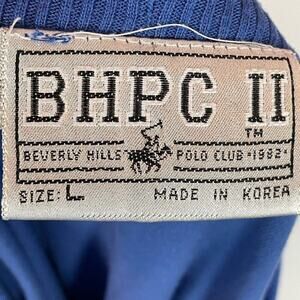 BHPC II
TM
BEVERLY HILLS POLO CLUB • 1982 •
SIZE: L MADE IN KOREA